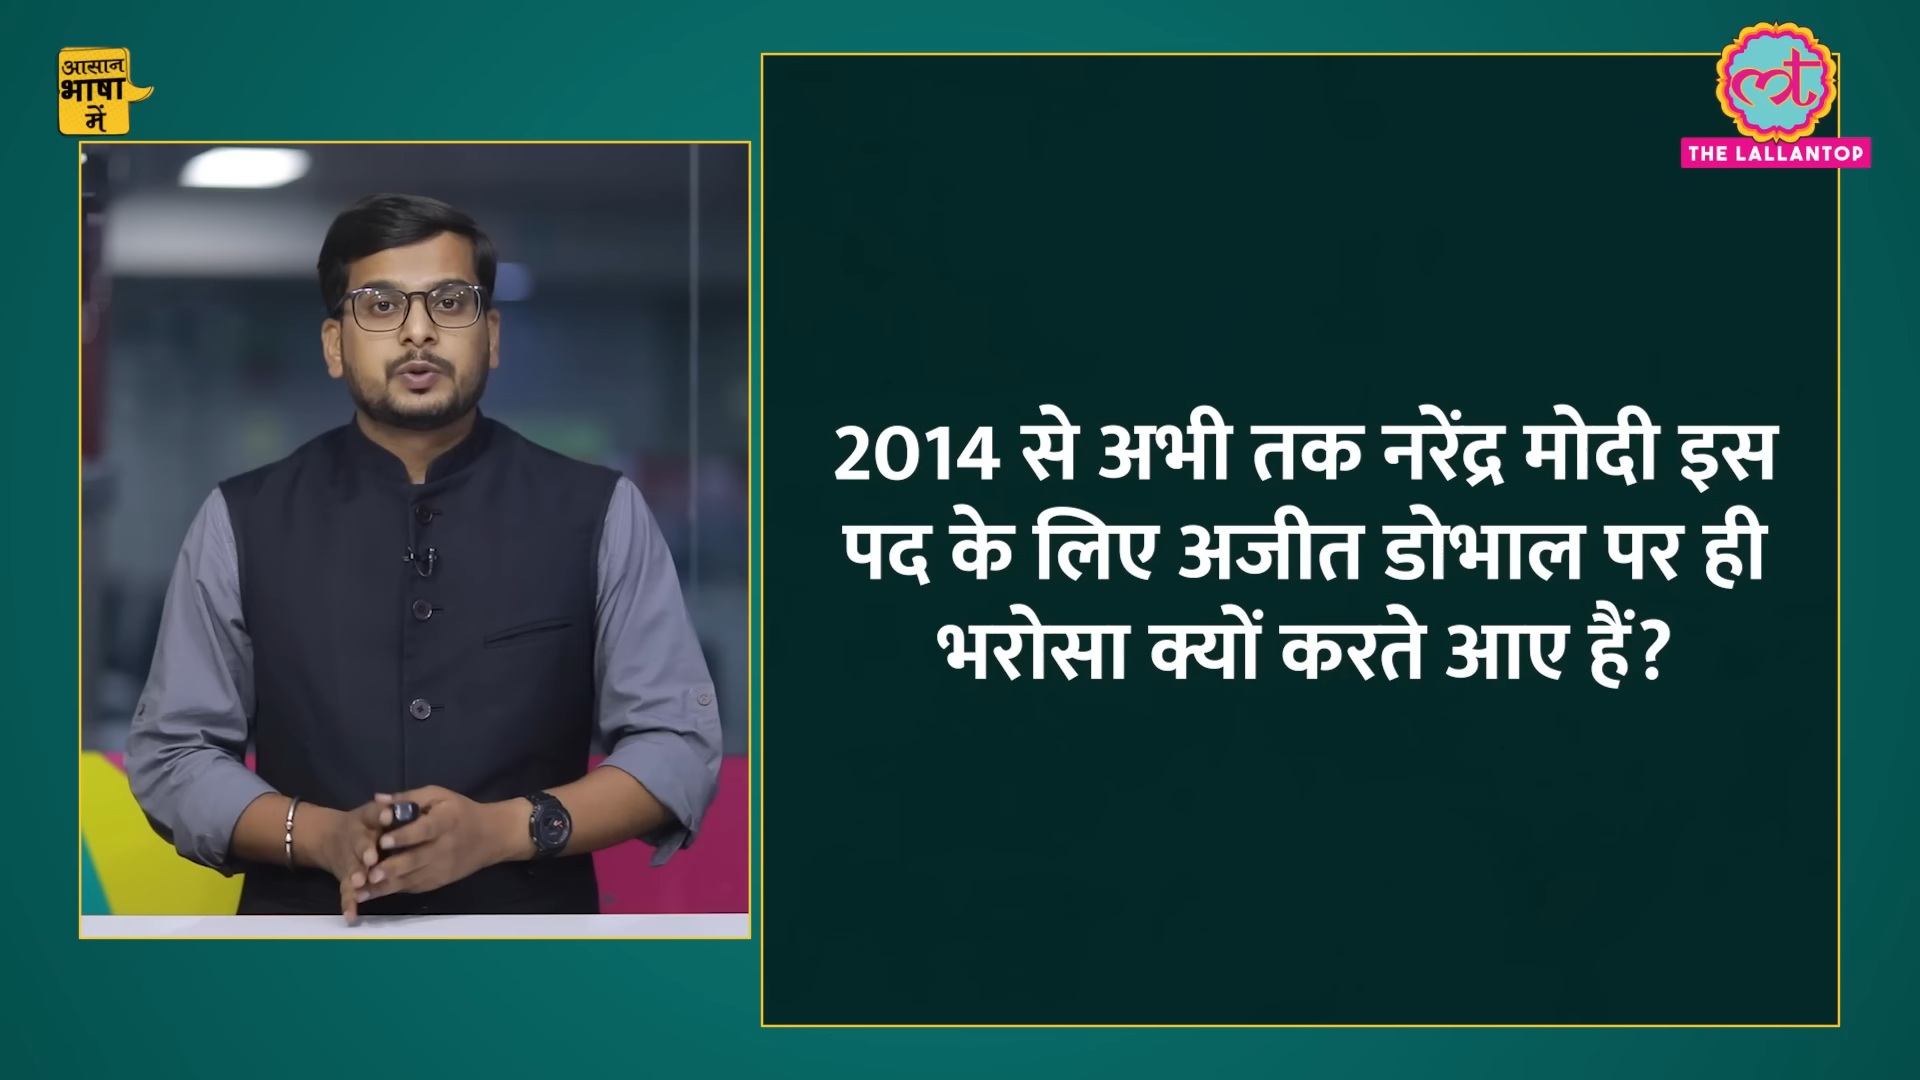 आसान
भाषा
में
THE LALLANTOP
2014 से अभी तक नरेंद्र मोदी इस
पद के लिए अजीत डोभाल पर ही
भरोसा क्यों करते आए हैं?